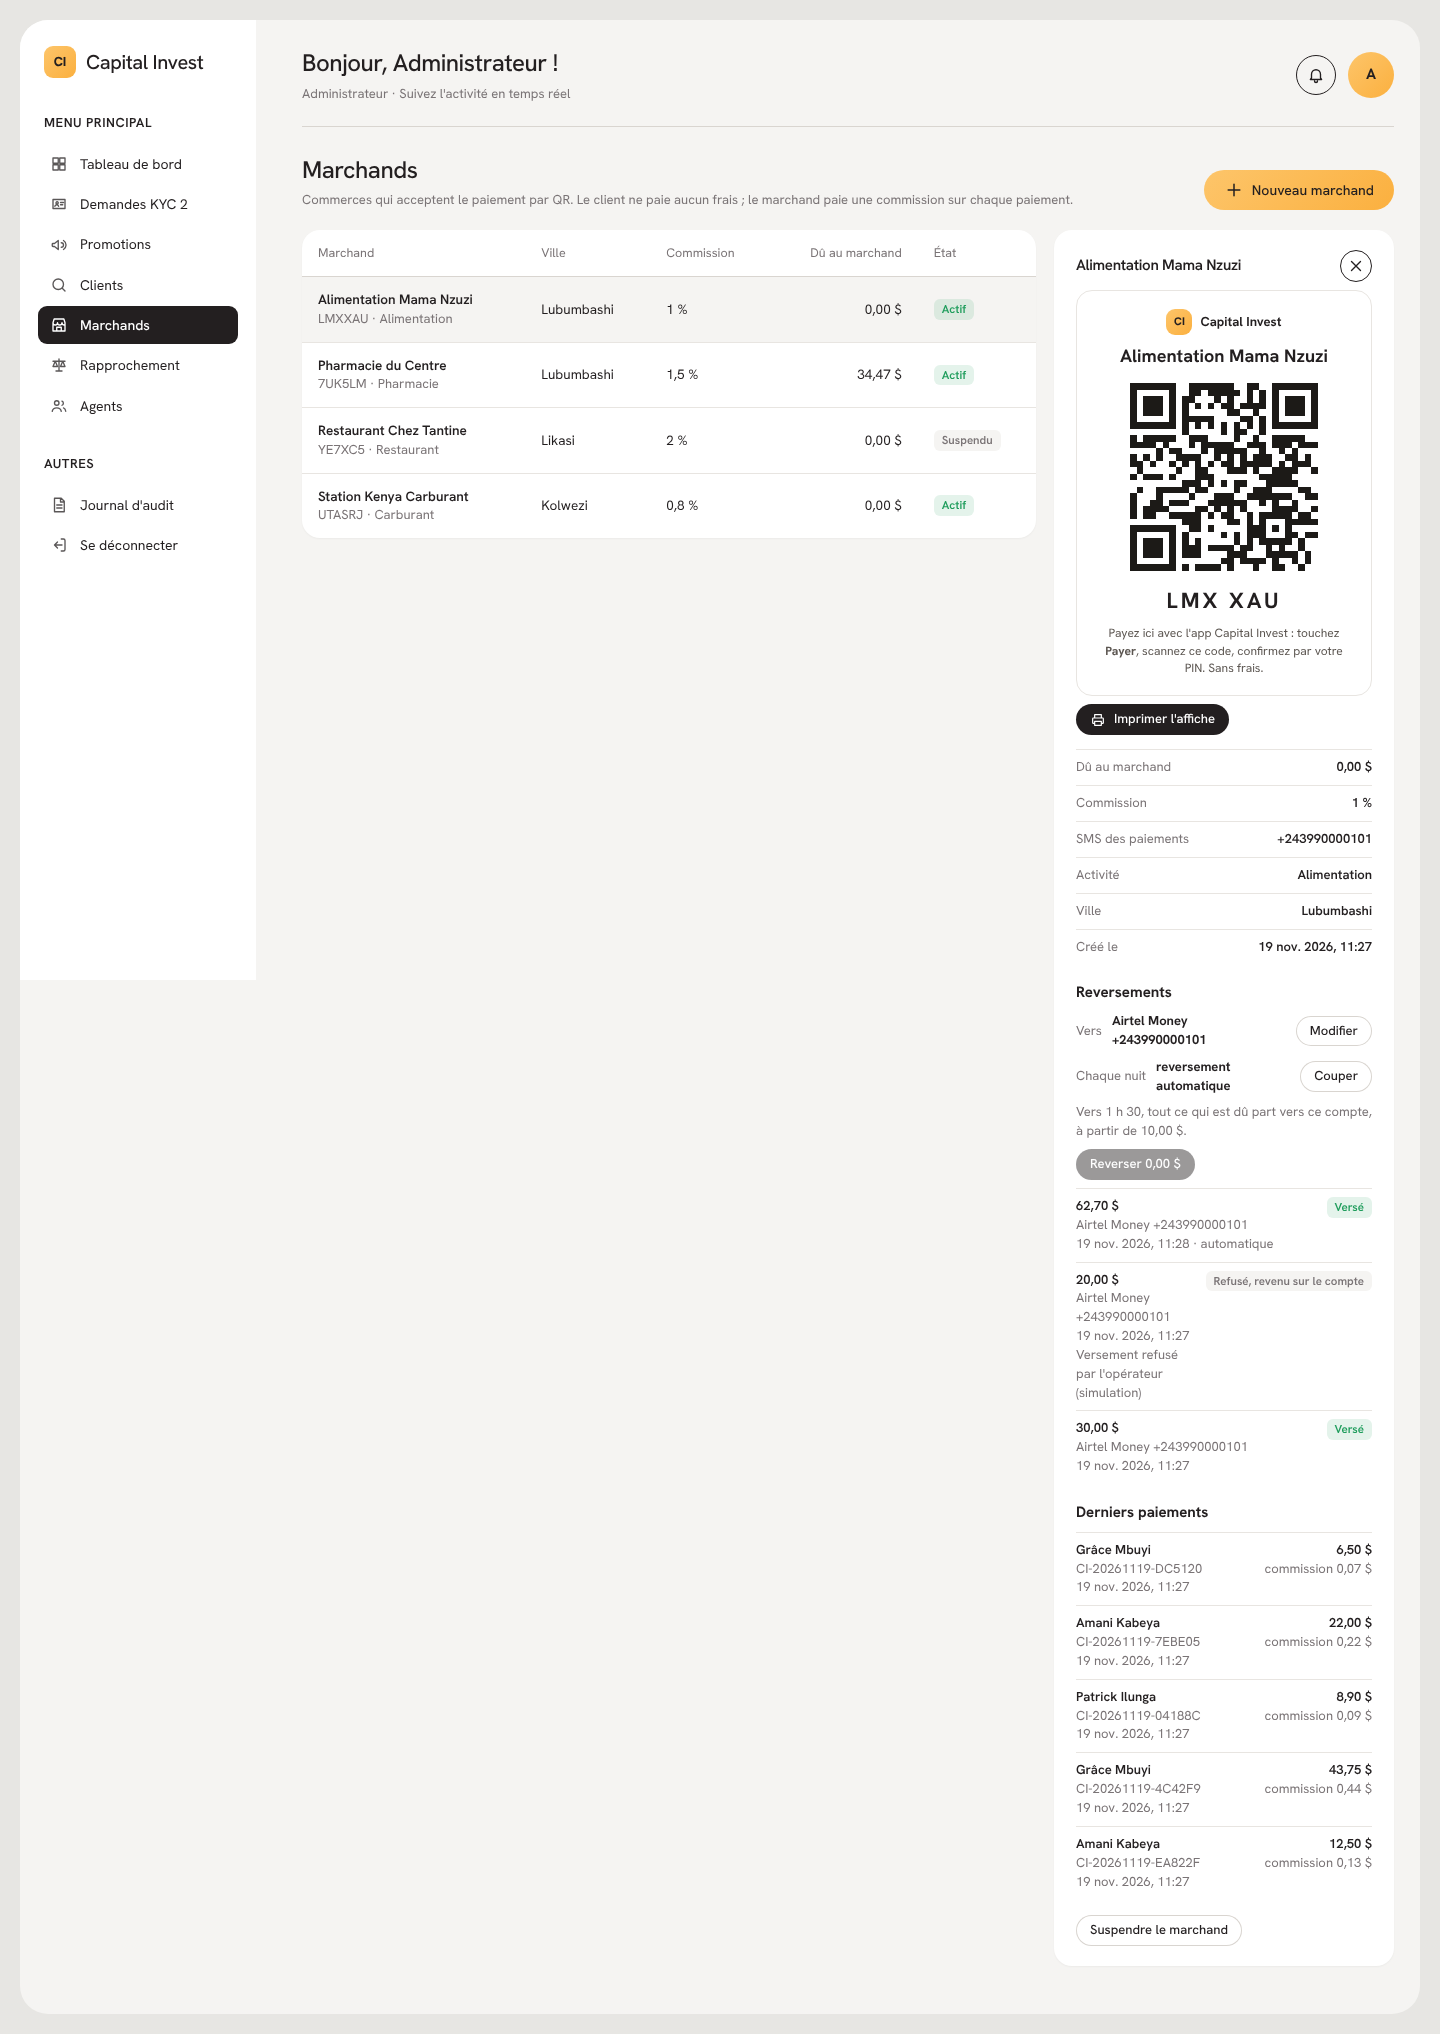 CI Capital Invest
MENU PRINCIPAL
Tableau de bord
Demandes KYC 2
Promotions
Clients
Marchands
Rapprochement
Agents
AUTRES
Journal d'audit
Se déconnecter
Bonjour, Administrateur !
Administrateur · Suivez l'activité en temps réel
A
Marchands
Commerces qui acceptent le paiement par QR. Le client ne paie aucun frais ; le marchand paie une commission sur chaque paiement.
Nouveau marchand
Marchand Ville Commission Dû au marchand État
Alimentation Mama Nzuzi
LMXXAU · Alimentation
Lubumbashi 1 % 0,00 $ Actif
Pharmacie du Centre
7UK5LM · Pharmacie
Lubumbashi 1,5 % 34,47 $ Actif
Restaurant Chez Tantine
YE7XC5 · Restaurant
Likasi 2 % 0,00 $ Suspendu
Station Kenya Carburant
UTASRJ · Carburant
Kolwezi 0,8 % 0,00 $ Actif
Alimentation Mama Nzuzi
CI Capital Invest
Alimentation Mama Nzuzi
LMX XAU
Payez ici avec l'app Capital Invest : touchez
Payer, scannez ce code, confirmez par votre
PIN. Sans frais.
Imprimer l'affiche
Dû au marchand 0,00 $
Commission 1 %
SMS des paiements +243990000101
Activité Alimentation
Ville Lubumbashi
Créé le 19 nov. 2026, 11:27
Reversements
Vers Airtel Money
+243990000101
Modifier
Chaque nuit reversement
automatique
Couper
Vers 1 h 30, tout ce qui est dû part vers ce compte,
à partir de 10,00 $.
Reverser 0,00 $
62,70 $ Versé
Airtel Money +243990000101
19 nov. 2026, 11:28 · automatique
20,00 $ Refusé, revenu sur le compte
Airtel Money
+243990000101
19 nov. 2026, 11:27
Versement refusé
par l'opérateur
(simulation)
30,00 $ Versé
Airtel Money +243990000101
19 nov. 2026, 11:27
Derniers paiements
Grâce Mbuyi 6,50 $
CI-20261119-DC5120 commission 0,07 $
19 nov. 2026, 11:27
Amani Kabeya 22,00 $
CI-20261119-7EBE05 commission 0,22 $
19 nov. 2026, 11:27
Patrick Ilunga 8,90 $
CI-20261119-04188C commission 0,09 $
19 nov. 2026, 11:27
Grâce Mbuyi 43,75 $
CI-20261119-4C42F9 commission 0,44 $
19 nov. 2026, 11:27
Amani Kabeya 12,50 $
CI-20261119-EA822F commission 0,13 $
19 nov. 2026, 11:27
Suspendre le marchand